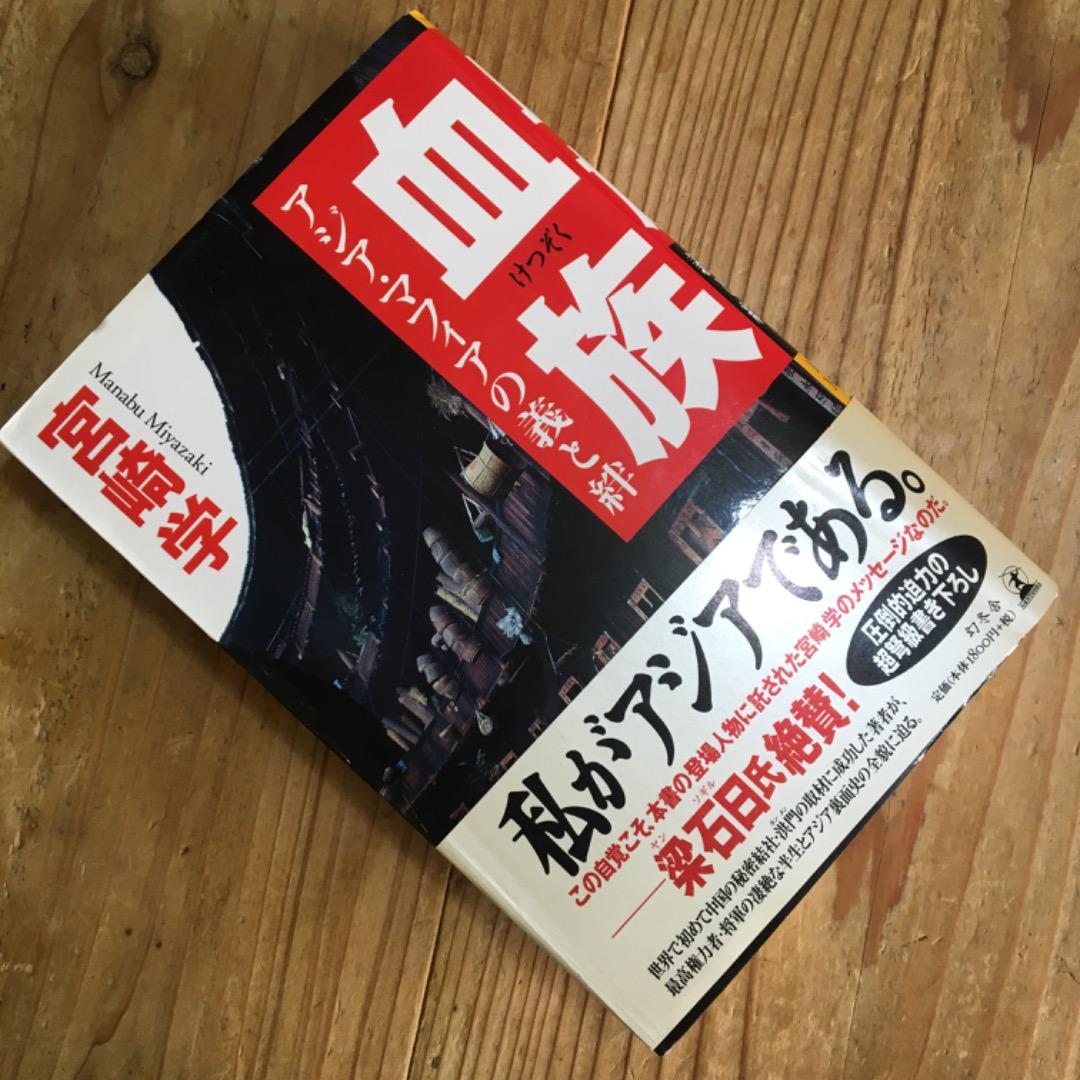 血族
けつぞく
アジア・マフィアの義と絆
宮崎学
Manabu Miyazaki
私がアジアである。
この自覚こそ、本書の登場人物に託された宮崎学のメッセージなのだ。
——梁石日氏絶賛!
ヤン ソギル
圧倒的迫力の
超弩級書き下ろし
世界で初めて中国の秘密結社・洪門の取材に成功した著者が、
ホンメン
最高権力者・将軍の凄絶な半生とアジア裏面史の全貌に迫る。
幻冬舎
定価(本体1800円+税)